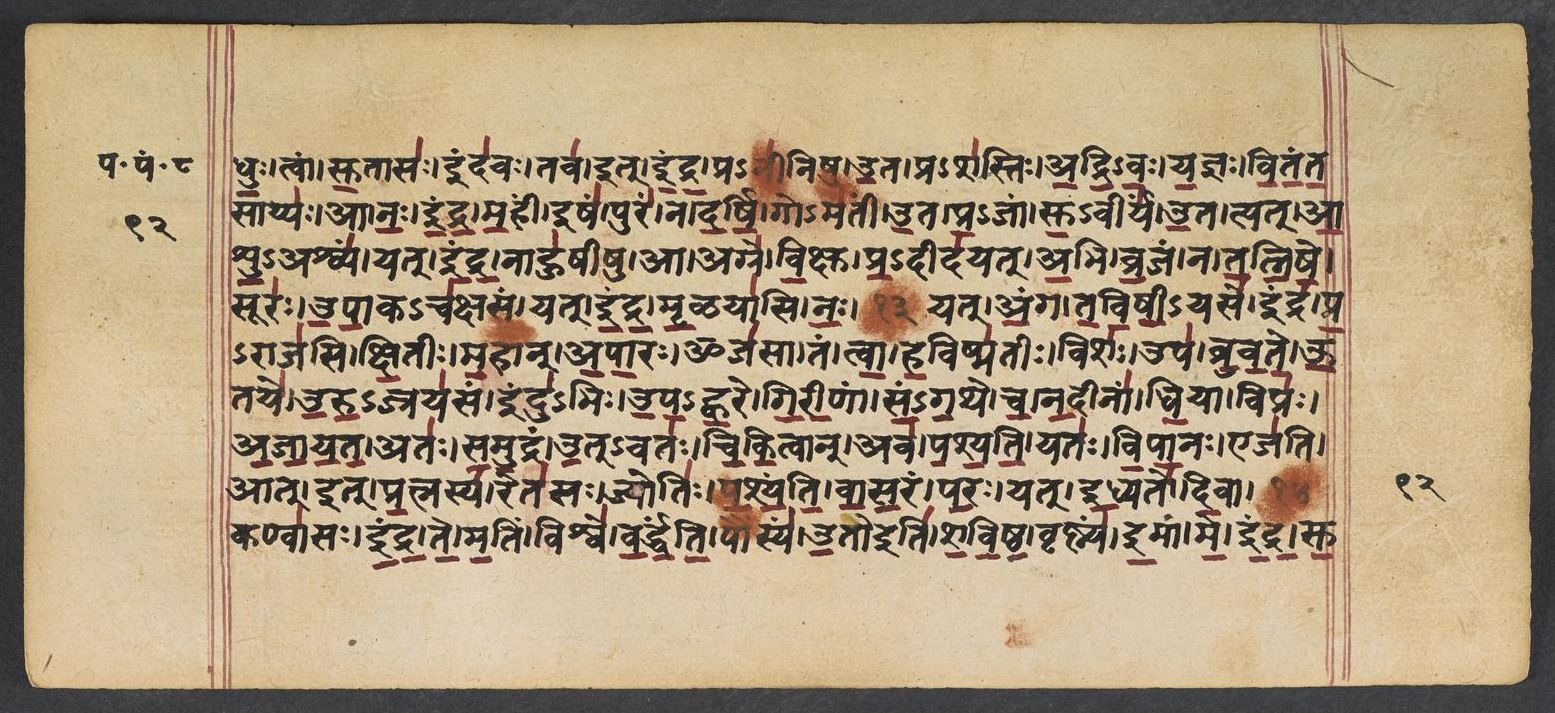 प॰ पं॰ ८
९२
धुः। त्वां। सुतासः। इंदवः। तव। इत्। इंद्र। प्रऽनीतिषु। उत। प्रऽशस्तिः। अद्रिऽवः। यज्ञः। वितंत
साय्यः। आ। नः। इंद्र। महीं। इषं। पुरं। न। दर्षि। गोऽमतीं। उत। प्रऽजां। सुऽवीर्यं। उत। त्यत्। आ
शुऽअश्व्यं। यत्। इंद्र। नाहुषीषु। आ। अग्रे। विक्षु। प्रऽदीदयत्। अभि। व्रजं। न। तत्निषे।
सूरः। उपाकऽचक्षसं। यत्। इंद्र। मृळयासि। नः। १३ यत्। अंग। तविषीऽयसे। इंद्र। प्र
ऽराजसि। क्षितीः। महान्। अपारः। ओजसा। तं। त्वा। हविष्मतीः। विशः। उप। ब्रुवते। ऊ
तये। उरुऽज्रयसं। इंदुऽभिः। उपऽह्वरे। गिरीणां। संऽगथे। च। नदीनां। धिया। विप्रः।
अजायत। अतः। समुद्रं। उत्ऽवतः। चिकित्वान्। अव। पश्यति। यतः। विपानः। एजति।
आत्। इत्। प्रत्नस्य। रेतसः। ज्योतिः। पश्यंति। वासरं। परः। यत्। इध्यते। दिवा। १४
कण्वासः। इंद्र। ते। मतिं। विश्वे। वर्द्धंति। पौंस्यं। उतो इति। शविष्ठ। वृष्ण्यं। इमां। मे। इंद्र। सु
९२